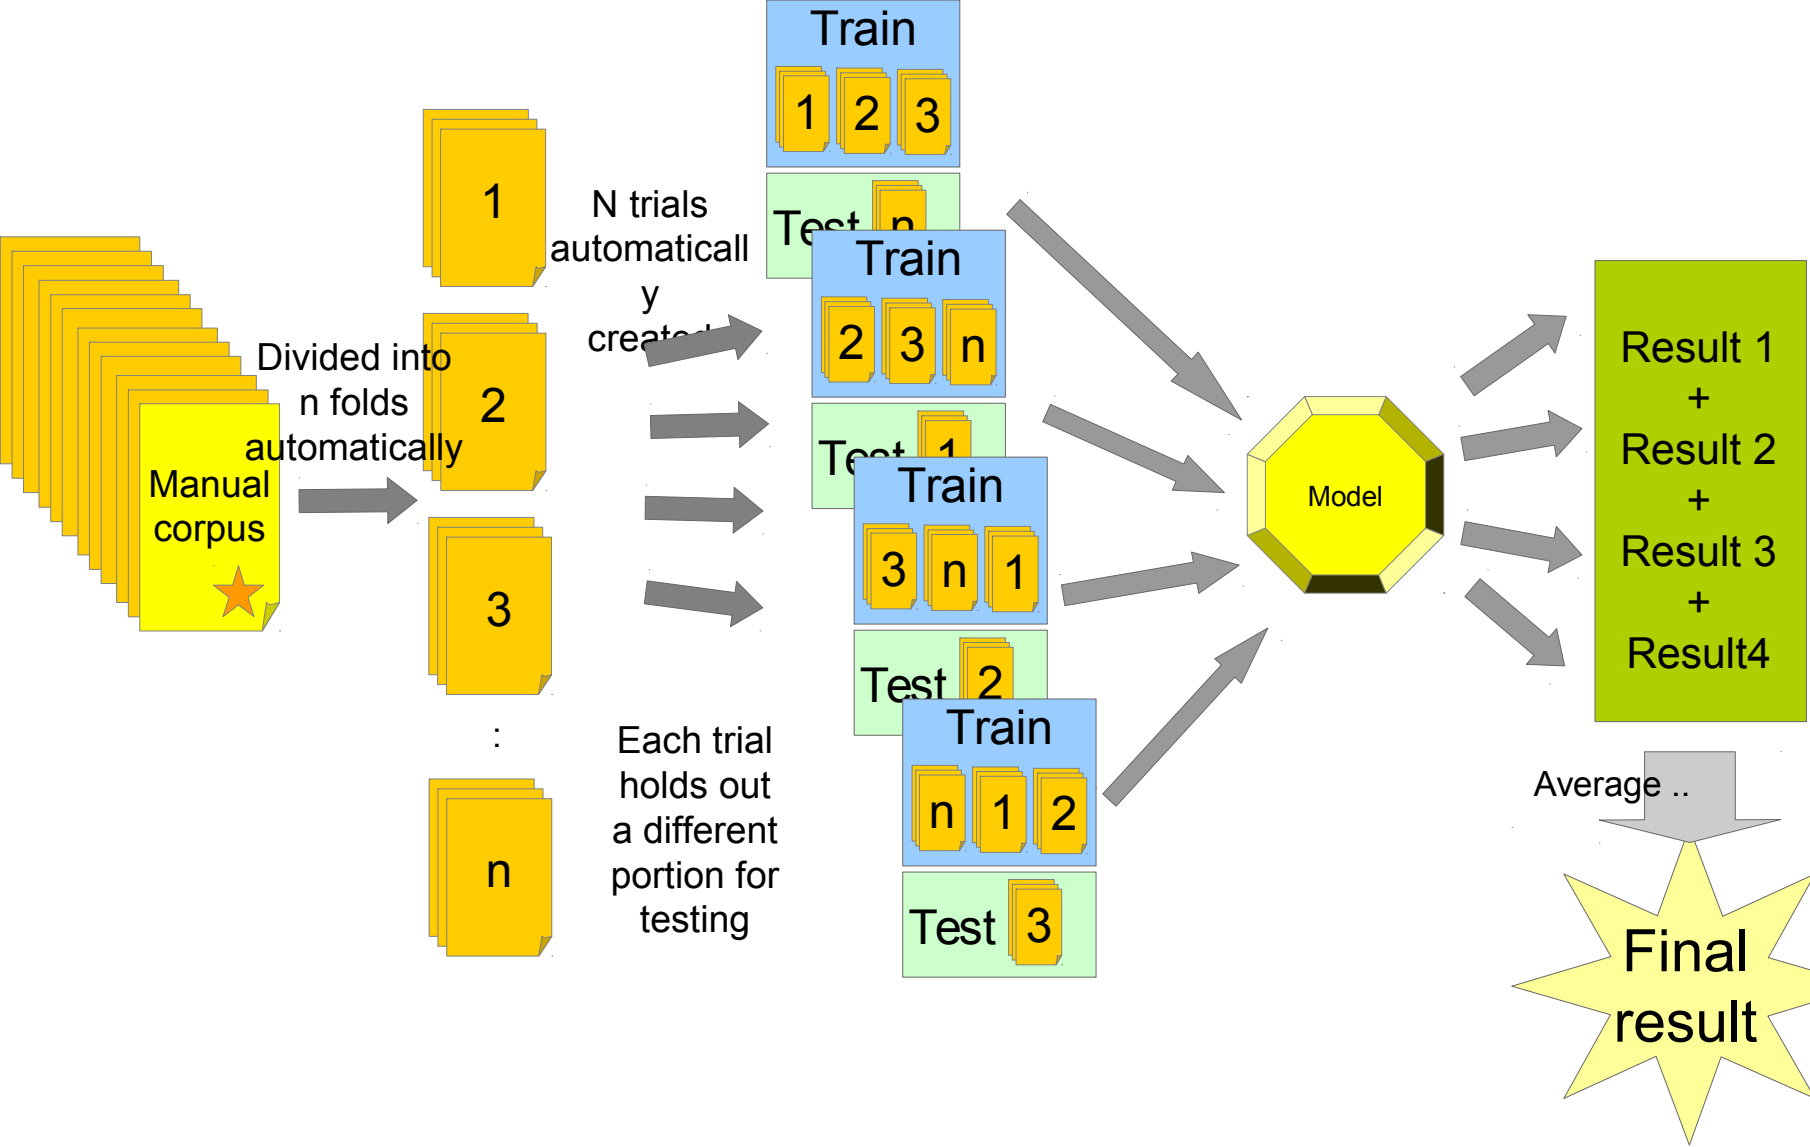 Manual
corpus
Divided into
n folds
automatically
1
2
3
:
n
N trials
automaticall
y
created
Each trial
holds out
a different
portion for
testing
Train
1 2 3
Test n
Train
2 3 n
Test 1
Train
3 n 1
Test 2
Train
n 1 2
Test 3
Model
Result 1
+
Result 2
+
Result 3
+
Result4
Average ..
Final
result